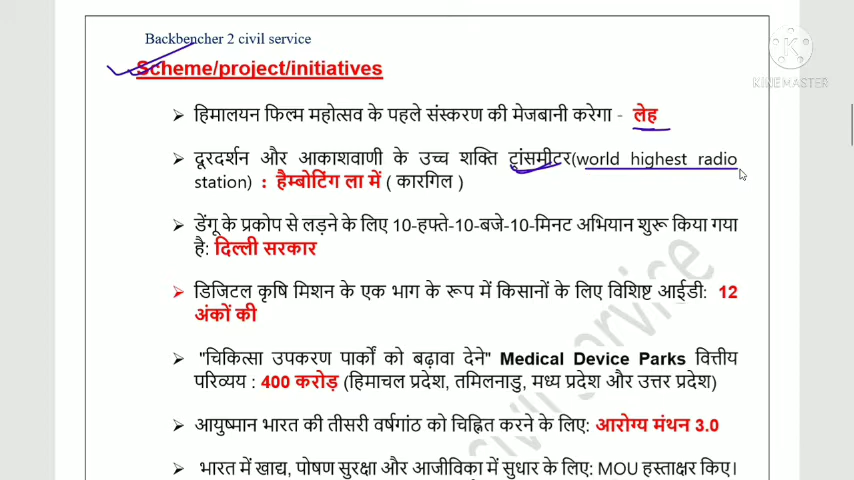 Backbencher 2 civil service
KINEMASTER
Scheme/project/initiatives
➢ हिमालयन फिल्म महोत्सव के पहले संस्करण की मेजबानी करेगा - लेह
➢ दूरदर्शन और आकाशवाणी के उच्च शक्ति ट्रांसमीटर(world highest radio
station) : हैम्बोटिंग ला में ( कारगिल )
➢ डेंगू के प्रकोप से लड़ने के लिए 10-हफ्ते-10-बजे-10-मिनट अभियान शुरू किया गया
है: दिल्ली सरकार
➢ डिजिटल कृषि मिशन के एक भाग के रूप में किसानों के लिए विशिष्ट आईडी: 12
अंकों की
➢ "चिकित्सा उपकरण पार्कों को बढ़ावा देने" Medical Device Parks वित्तीय
परिव्यय : 400 करोड़ (हिमाचल प्रदेश, तमिलनाडु, मध्य प्रदेश और उत्तर प्रदेश)
➢ आयुष्मान भारत की तीसरी वर्षगांठ को चिह्नित करने के लिए: आरोग्य मंथन 3.0
➢ भारत में खाद्य, पोषण सुरक्षा और आजीविका में सुधार के लिए: MOU हस्ताक्षर किए।
civil service